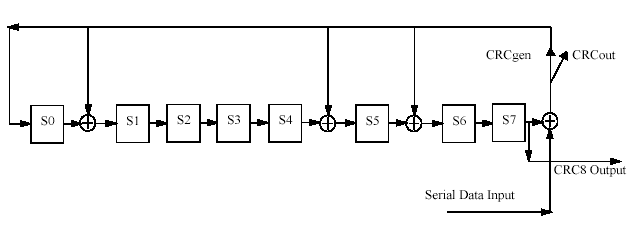 CRCgen
CRCout
S0
S1
S2
S3
S4
S5
S6
S7
CRC8 Output
Serial Data Input